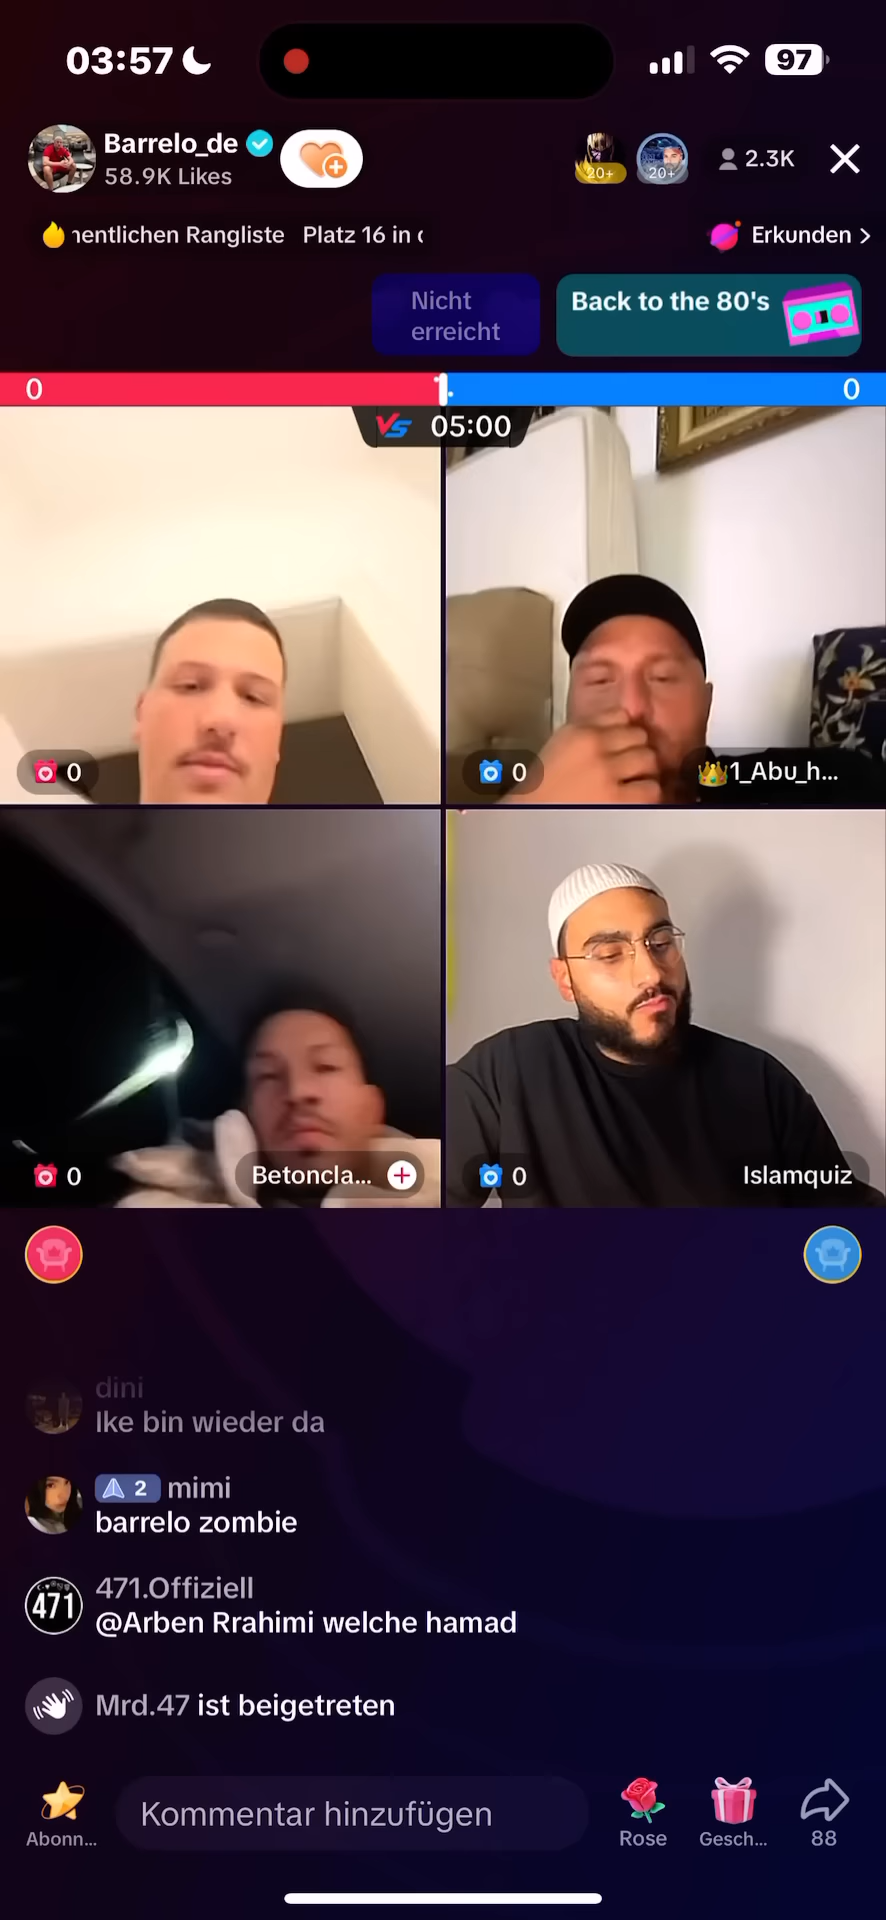 03:57
97
Barrelo_de
58.9K Likes
20+
20+
2.3K
nentlichen Rangliste Platz 16 in
Erkunden
Nicht
erreicht
Back to the 80's
0
0
VS 05:00
0
0
1_Abu_h...
0
Betoncla...
0
Islamquiz
dini
Ike bin wieder da
2 mimi
barrelo zombie
471
471.Offiziell
@Arben Rrahimi welche hamad
Mrd.47 ist beigetreten
Abonn...
Kommentar hinzufügen
Rose
Gesch...
88